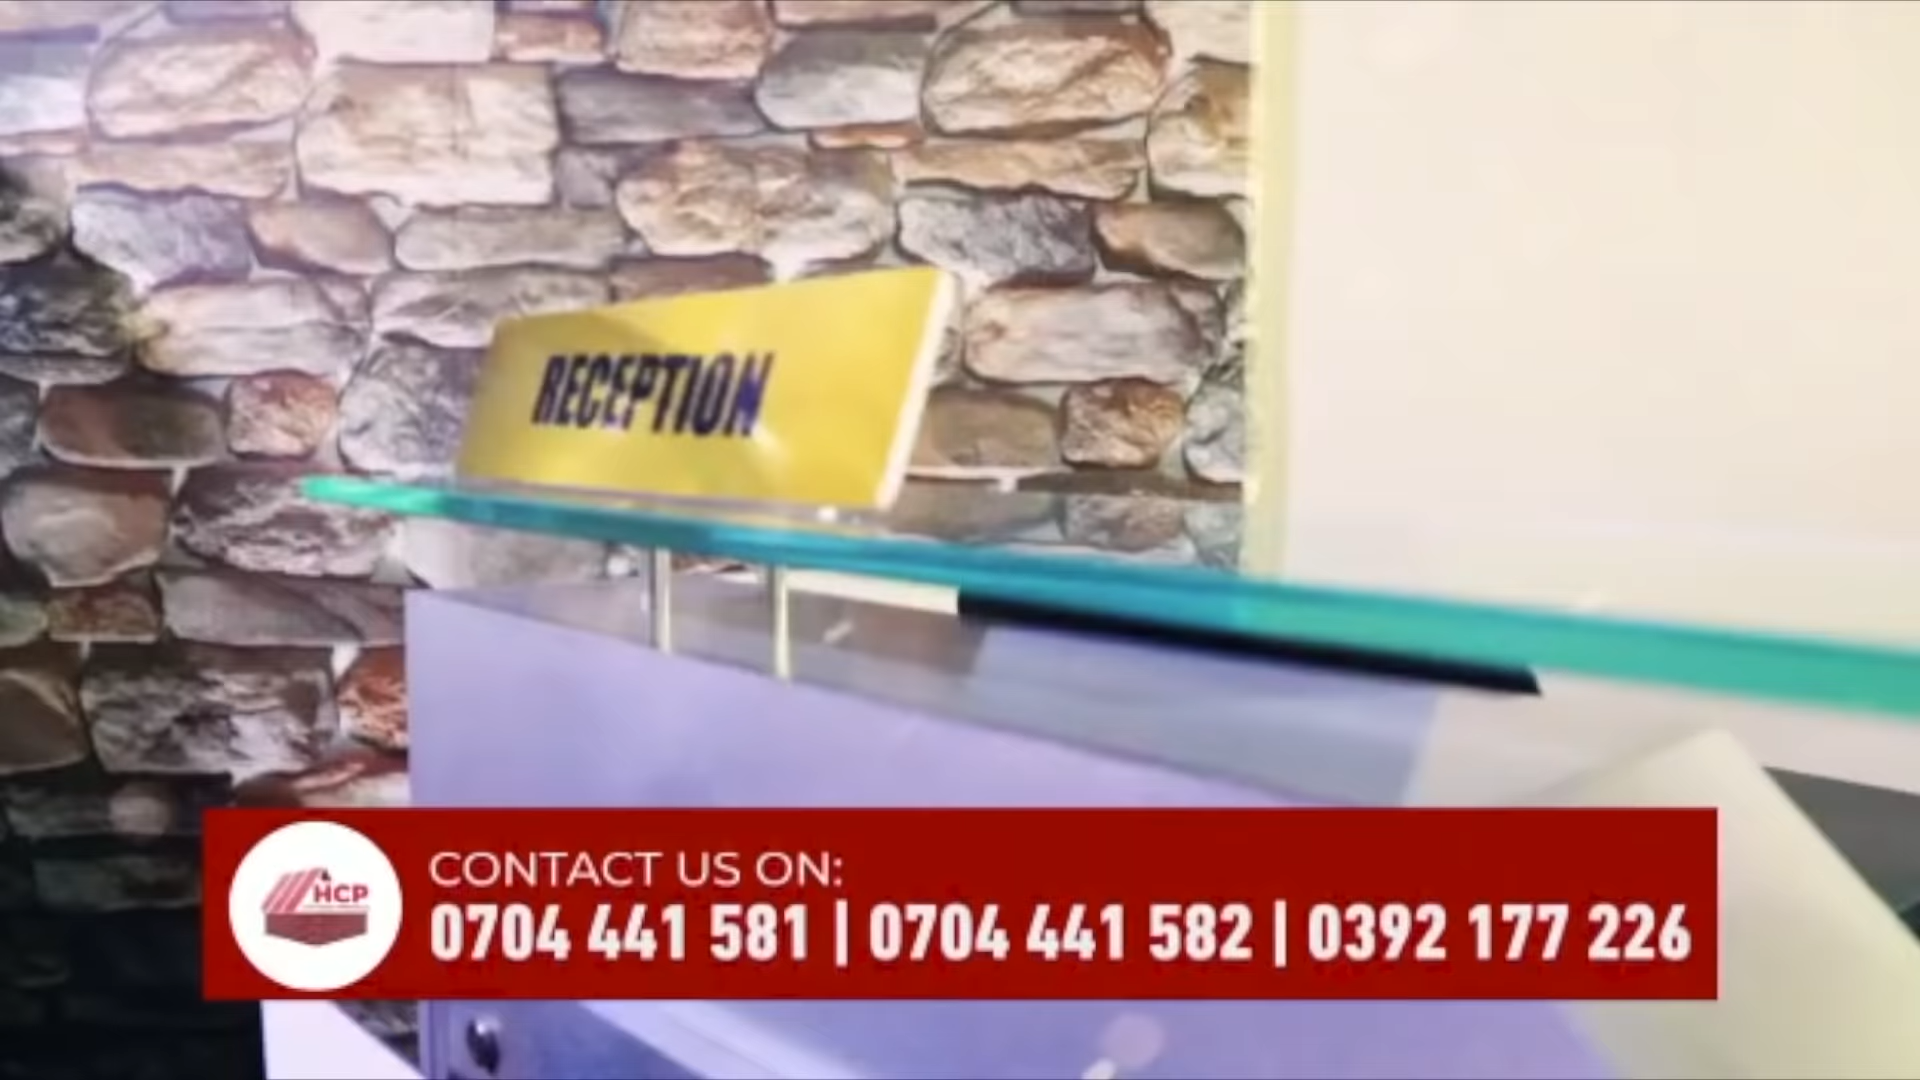 RECEPTION
HCP
CONTACT US ON:
0704 441 581 | 0704 441 582 | 0392 177 226